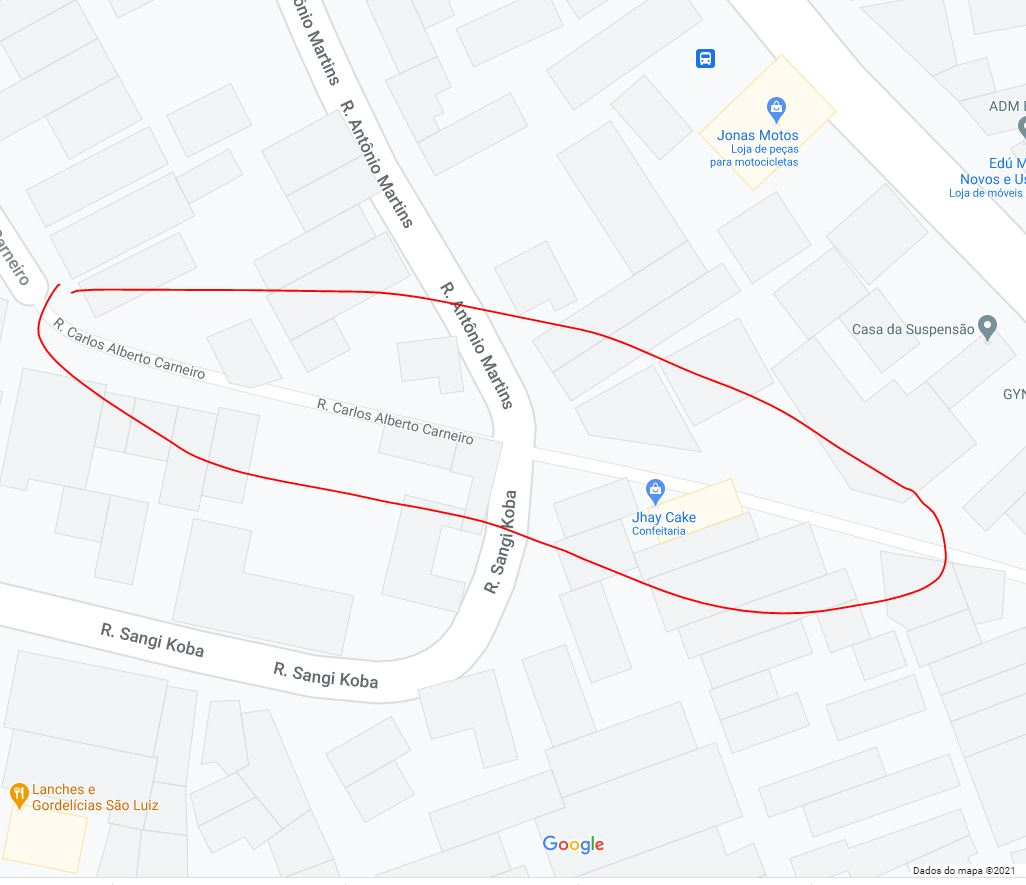 ônio Martins
R. Antônio Martins
Jonas Motos
Loja de peças
para motocicletas
ADM
Edú M
Novos e Us
Loja de móveis
Carneiro
R. Antônio Martins
R. Carlos Alberto Carneiro
Casa da Suspensão
GYN
R. Carlos Alberto Carneiro
Jhay Cake
Confeitaria
R. Sangi Koba
R. Sangi Koba
R. Sangi Koba
Lanches e
Gordelícias São Luiz
Google
Dados do mapa ©2021